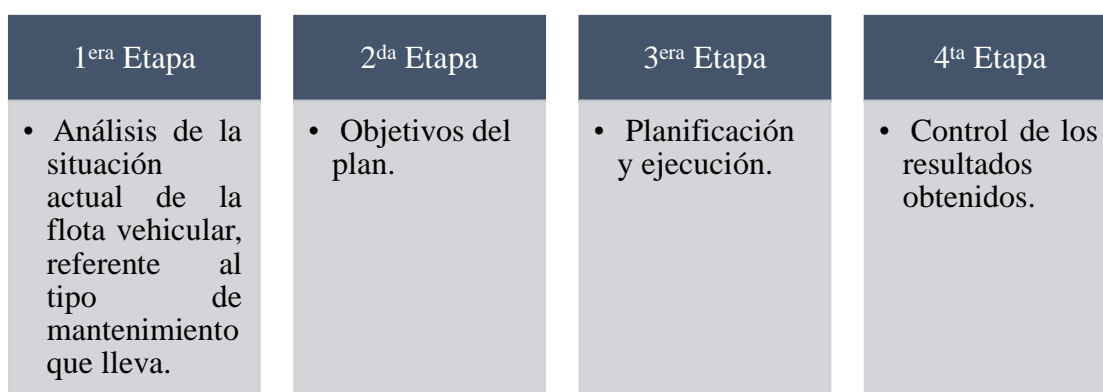 1era Etapa
• Análisis de la
situación
actual de la
flota vehicular,
referente al
tipo de
mantenimiento
que lleva.
2da Etapa
• Objetivos del
plan.
3era Etapa
• Planificación
y ejecución.
4ta Etapa
• Control de los
resultados
obtenidos.